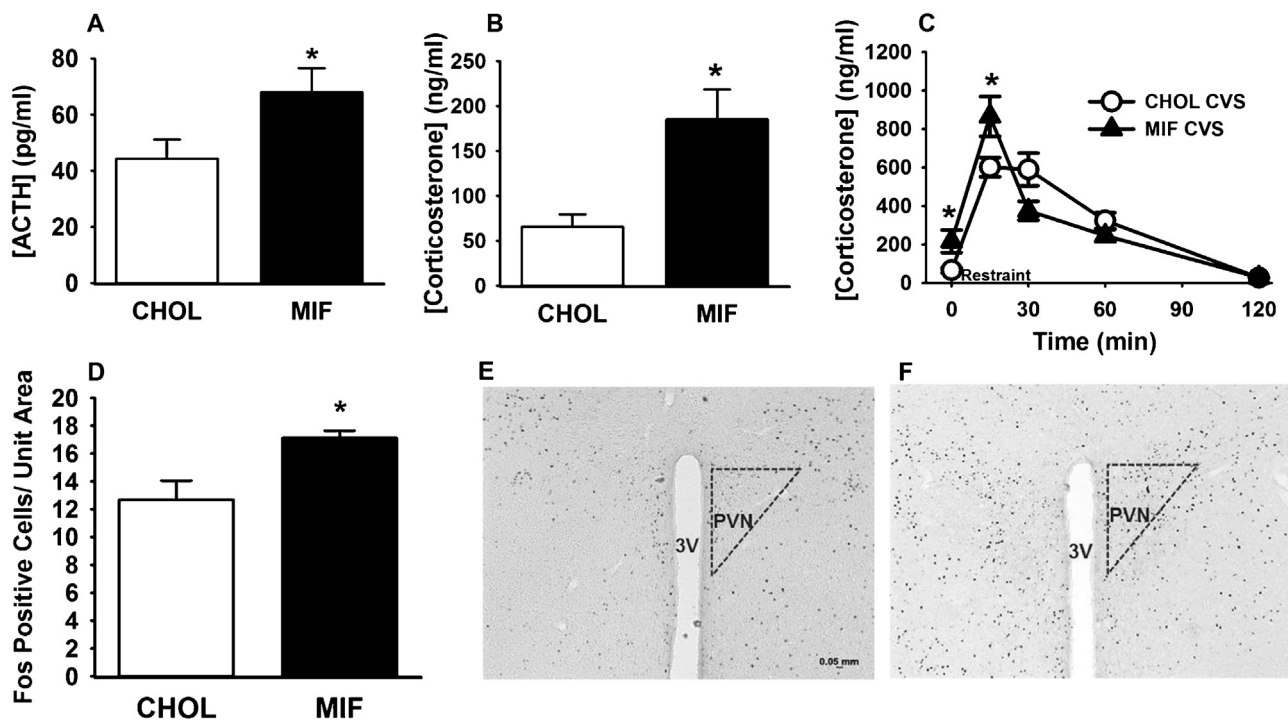 A
[ACTH] (pg/ml)
80
60
40
20
0
*
CHOL MIF
B
[Corticosterone] (ng/ml)
250
200
150
100
50
0
*
CHOL MIF
C
[Corticosterone] (ng/ml)
1200
1000
800
600
400
200
0
*
*
CHOL CVS
MIF CVS
Restraint
0 30 60 90 120
Time (min)
D
Fos Positive Cells/ Unit Area
20
18
16
14
12
10
8
6
4
2
0
*
CHOL MIF
E
PVN
3V
0.05 mm
F
PVN
3V